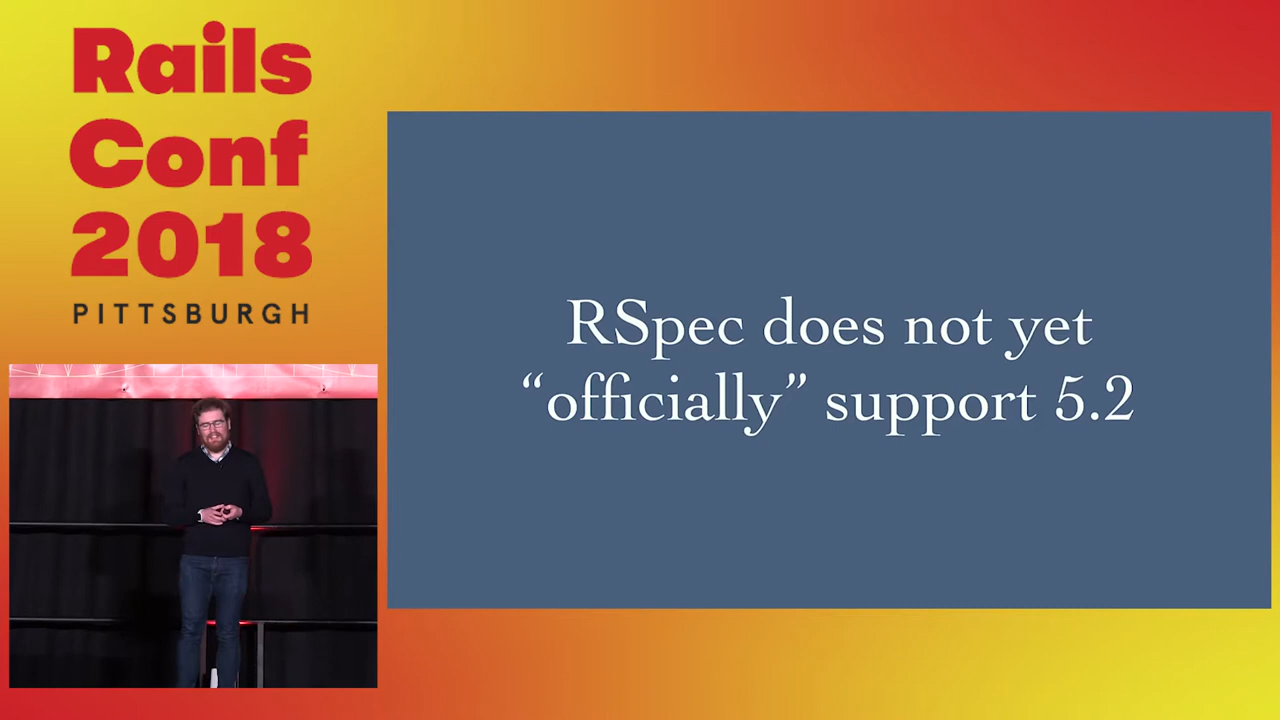 Rails
Conf
2018
PITTSBURGH
RSpec does not yet
“officially” support 5.2